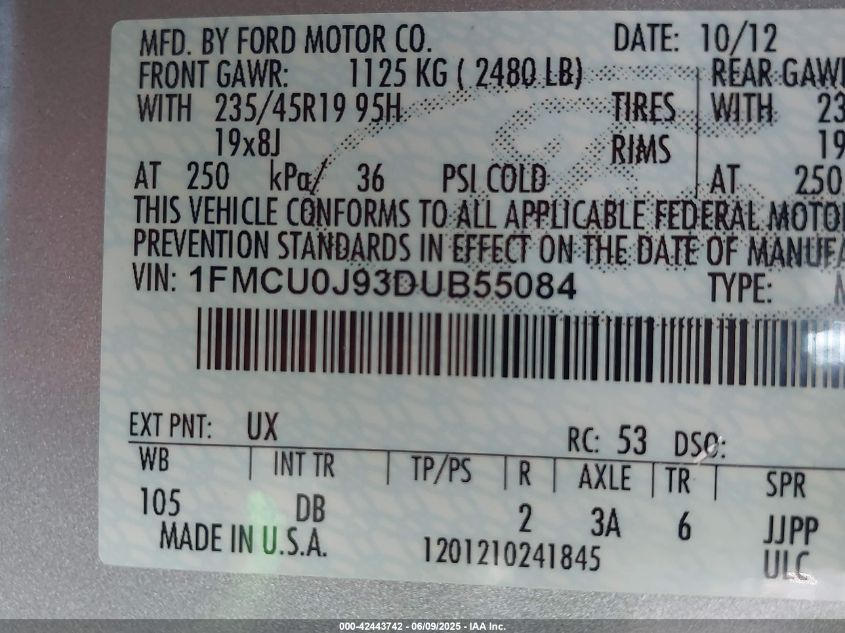 MFD. BY FORD MOTOR CO. DATE: 10/12
FRONT GAWR: 1125 KG ( 2480 LB) REAR
WITH 235/45R19 95H TIRES WITH
19x8J RIMS
AT 250 kPa/ 36 PSI COLD AT 250
THIS VEHICLE CONFORMS TO ALL APPLICABLE FEDERAL
PREVENTION STANDARDS IN EFFECT ON THE DATE OF
VIN: 1FMCU0J93DUB55084 TYPE:
EXT PNT: UX RC: 53 DSO:
WB INT TR TP/PS R AXLE TR SPR
105 DB 2 3A 6 JJPP
MADE IN U.S.A. 1201210241845 ULC
000-42443742 - 06/09/2025 - IAA Inc.